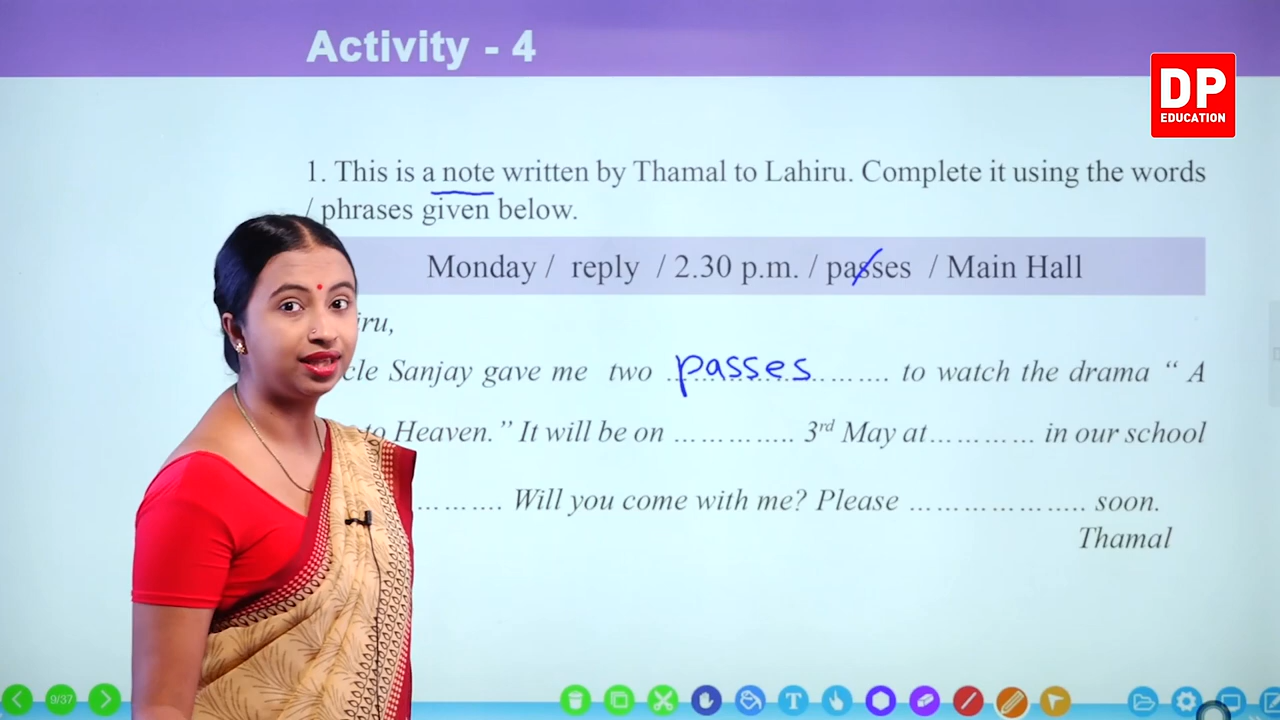 Activity - 4
DP
EDUCATION
1. This is a note written by Thamal to Lahiru. Complete it using the words
/ phrases given below.
Monday / reply / 2.30 p.m. / passes / Main Hall
Sanjay gave me two passes ……. to watch the drama “ A
to Heaven.” It will be on ………….. 3rd May at………… in our school
………. Will you come with me? Please ……………….. soon.
Thamal
9/37
T